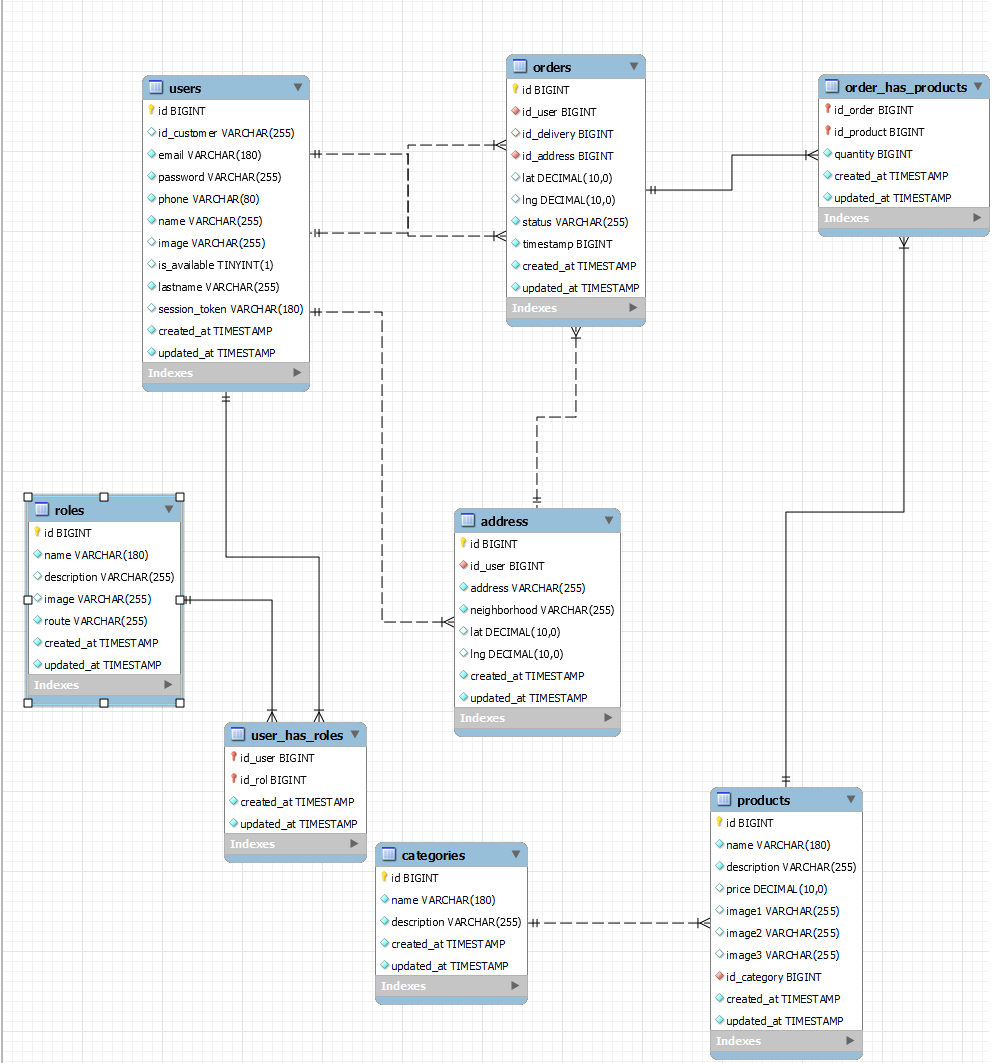 users
id BIGINT
id_customer VARCHAR(255)
email VARCHAR(180)
password VARCHAR(255)
phone VARCHAR(80)
name VARCHAR(255)
image VARCHAR(255)
is_available TINYINT(1)
lastname VARCHAR(255)
session_token VARCHAR(180)
created_at TIMESTAMP
updated_at TIMESTAMP
Indexes
orders
id BIGINT
id_user BIGINT
id_delivery BIGINT
id_address BIGINT
lat DECIMAL(10,0)
lng DECIMAL(10,0)
status VARCHAR(255)
timestamp BIGINT
created_at TIMESTAMP
updated_at TIMESTAMP
Indexes
order_has_products
id_order BIGINT
id_product BIGINT
quantity BIGINT
created_at TIMESTAMP
updated_at TIMESTAMP
Indexes
roles
id BIGINT
name VARCHAR(180)
description VARCHAR(255)
image VARCHAR(255)
route VARCHAR(255)
created_at TIMESTAMP
updated_at TIMESTAMP
Indexes
address
id BIGINT
id_user BIGINT
address VARCHAR(255)
neighborhood VARCHAR(255)
lat DECIMAL(10,0)
lng DECIMAL(10,0)
created_at TIMESTAMP
updated_at TIMESTAMP
Indexes
user_has_roles
id_user BIGINT
id_rol BIGINT
created_at TIMESTAMP
updated_at TIMESTAMP
Indexes
categories
id BIGINT
name VARCHAR(180)
description VARCHAR(255)
created_at TIMESTAMP
updated_at TIMESTAMP
Indexes
products
id BIGINT
name VARCHAR(180)
description VARCHAR(255)
price DECIMAL(10,0)
image1 VARCHAR(255)
image2 VARCHAR(255)
image3 VARCHAR(255)
id_category BIGINT
created_at TIMESTAMP
updated_at TIMESTAMP
Indexes